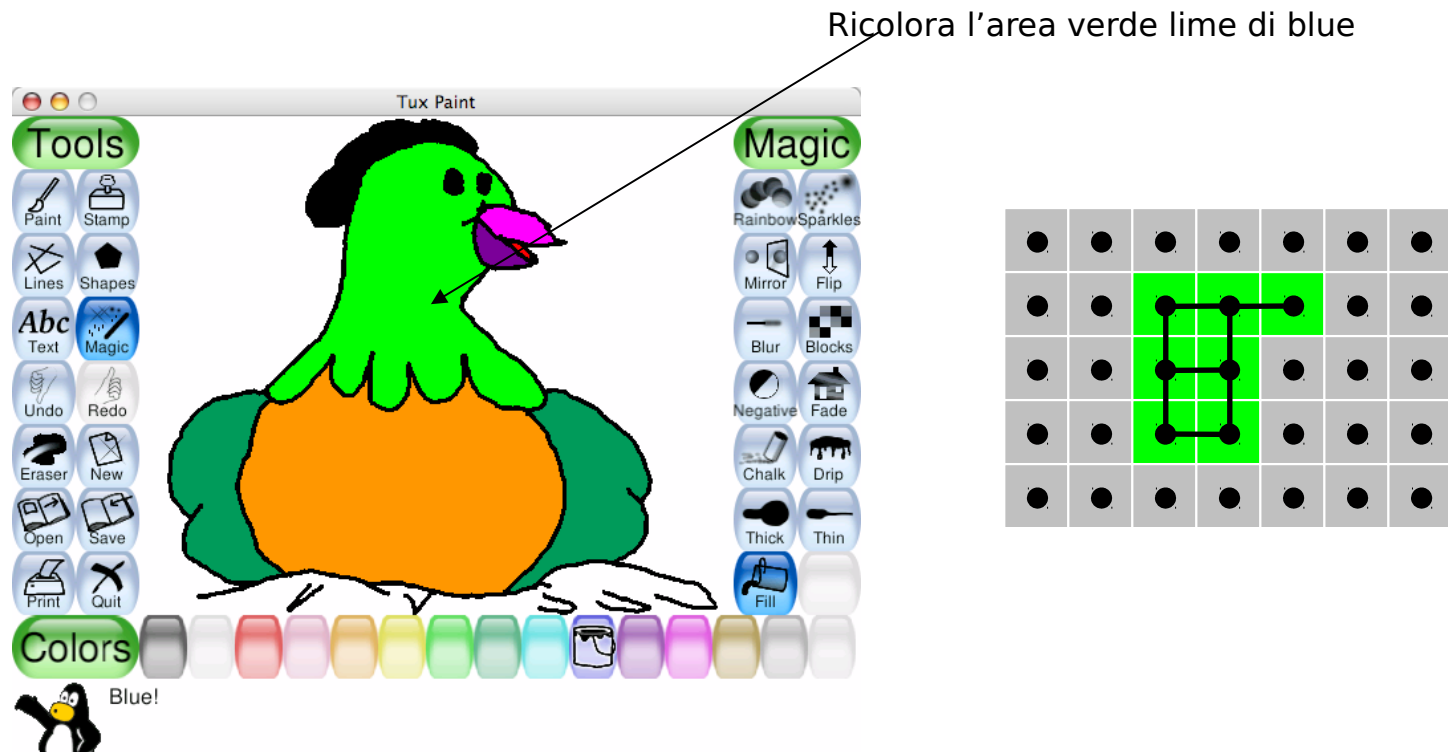 Ricolora l’area verde lime di blue
Tux Paint
Tools
Magic
Paint Stamp
Rainbow Sparkles
Lines Shapes
Mirror Flip
Abc
Text Magic
Blur Blocks
Undo Redo
Negative Fade
Eraser New
Chalk Drip
Open Save
Thick Thin
Print Quit
Fill
Colors
Blue!